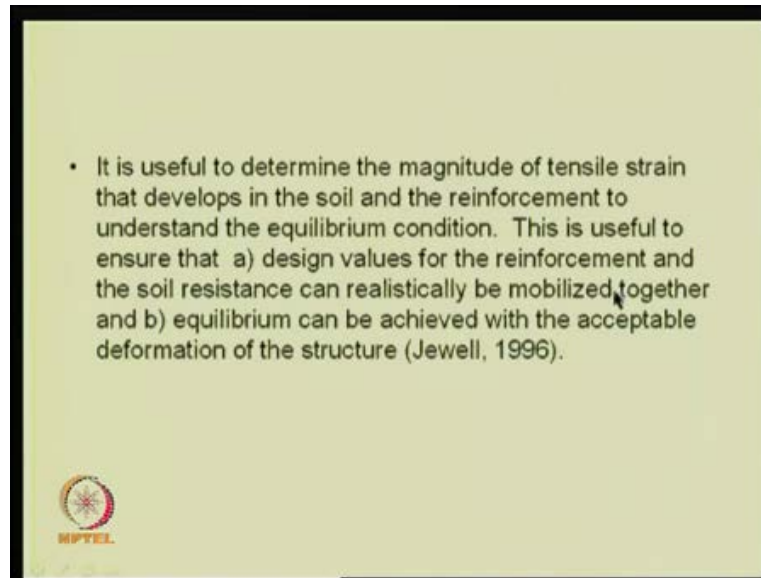 • It is useful to determine the magnitude of tensile strain
that develops in the soil and the reinforcement to
understand the equilibrium condition.  This is useful to
ensure that  a) design values for the reinforcement and
the soil resistance can realistically be mobilized together
and b) equilibrium can be achieved with the acceptable
deformation of the structure (Jewell, 1996).
NPTEL